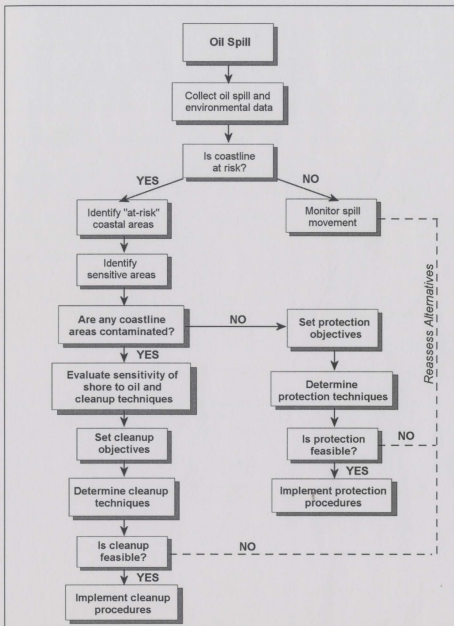 Oil Spill
Collect oil spill and
environmental data
Is coastline
at risk?
YES
NO
Identify "at-risk"
coastal areas
Monitor spill
movement
Identify
sensitive areas
Are any coastline
areas contaminated?
NO
Set protection
objectives
YES
Evaluate sensitivity of
shore to oil and
cleanup techniques
Determine
protection techniques
Set cleanup
objectives
Is protection
feasible?
NO
YES
Determine cleanup
techniques
Implement protection
procedures
Is cleanup
feasible?
NO
YES
Implement cleanup
procedures
Reassess Alternatives